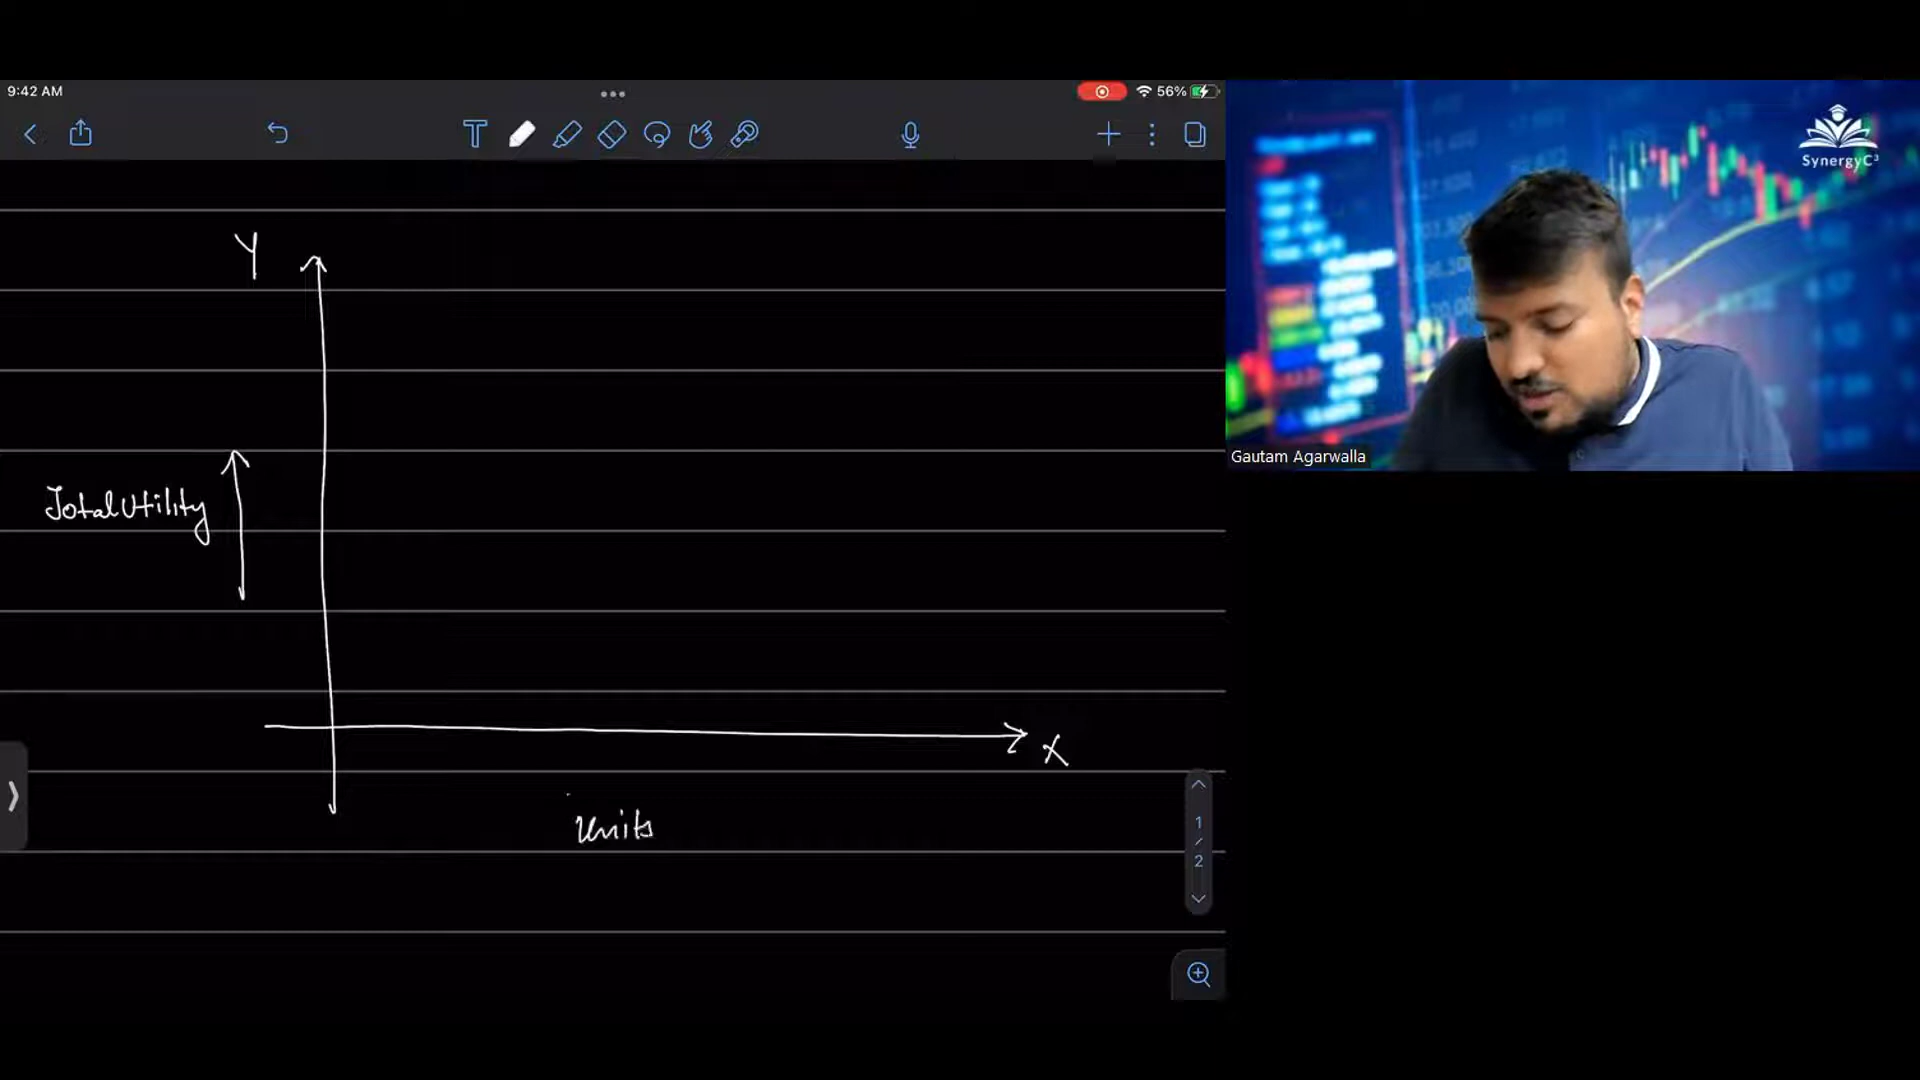 9:42 AM
56%
SynergyC³
Y
Total Utility
X
Units
1
/
2
Gautam Agarwalla